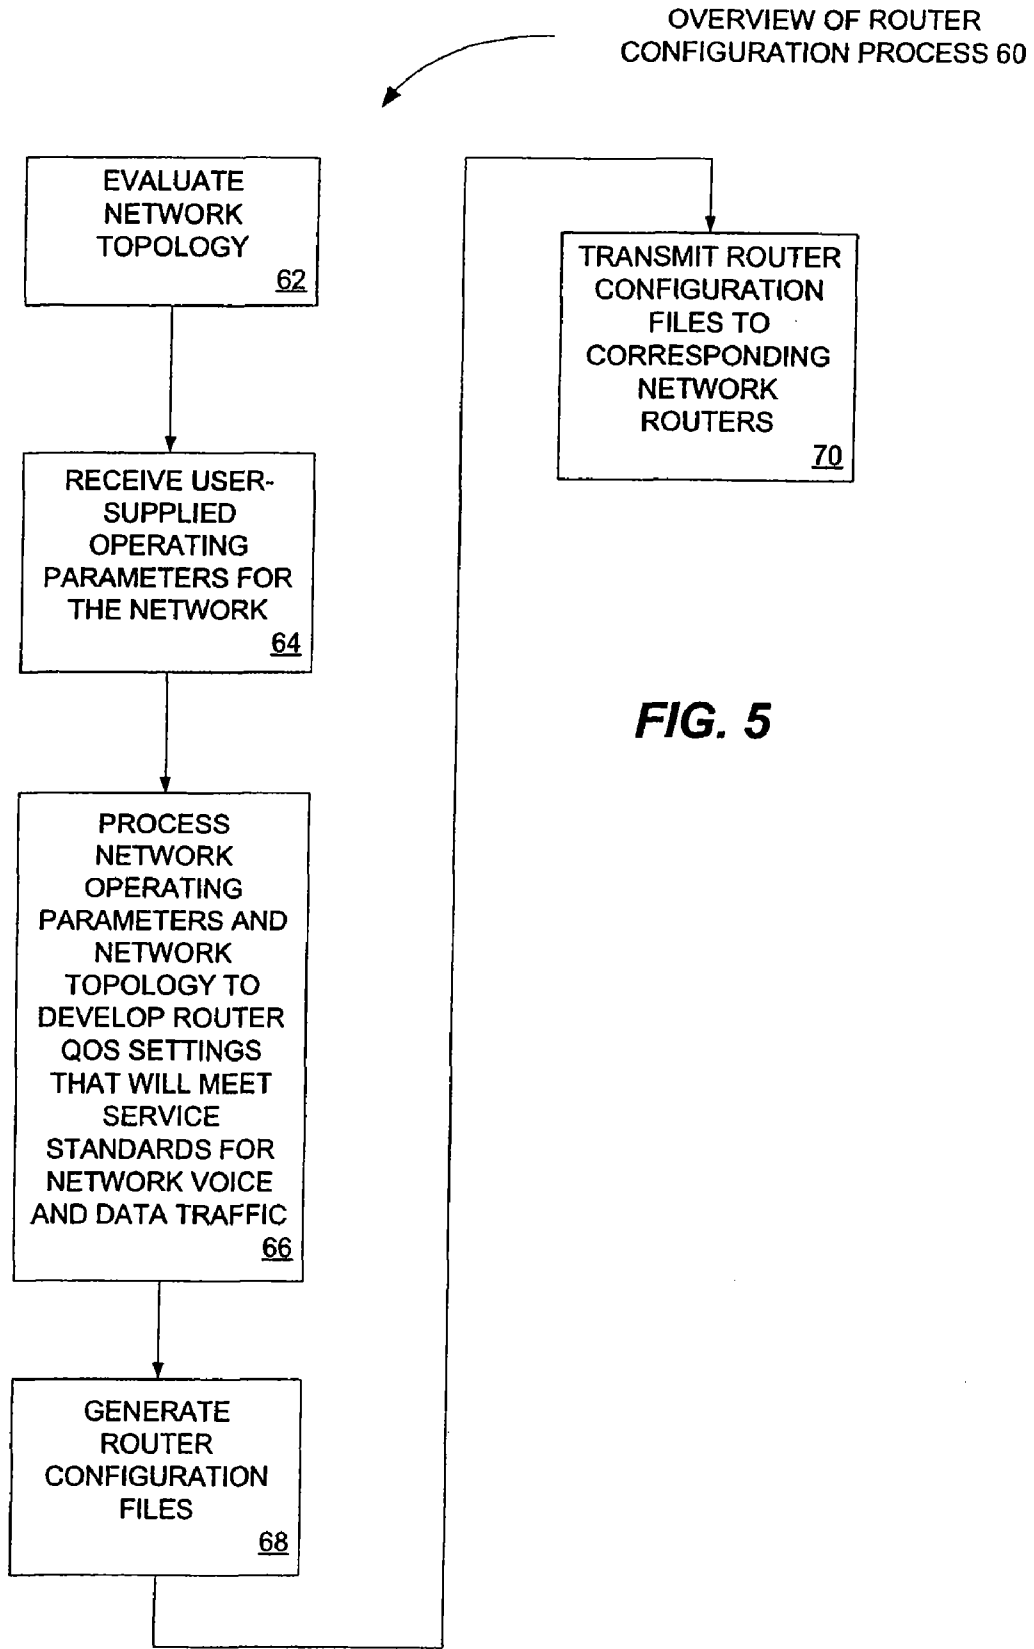 OVERVIEW OF ROUTER
CONFIGURATION PROCESS 60
EVALUATE
NETWORK
TOPOLOGY
62
RECEIVE USER-
SUPPLIED
OPERATING
PARAMETERS FOR
THE NETWORK
64
PROCESS
NETWORK
OPERATING
PARAMETERS AND
NETWORK
TOPOLOGY TO
DEVELOP ROUTER
QOS SETTINGS
THAT WILL MEET
SERVICE
STANDARDS FOR
NETWORK VOICE
AND DATA TRAFFIC
66
GENERATE
ROUTER
CONFIGURATION
FILES
68
TRANSMIT ROUTER
CONFIGURATION
FILES TO
CORRESPONDING
NETWORK
ROUTERS
70
FIG. 5